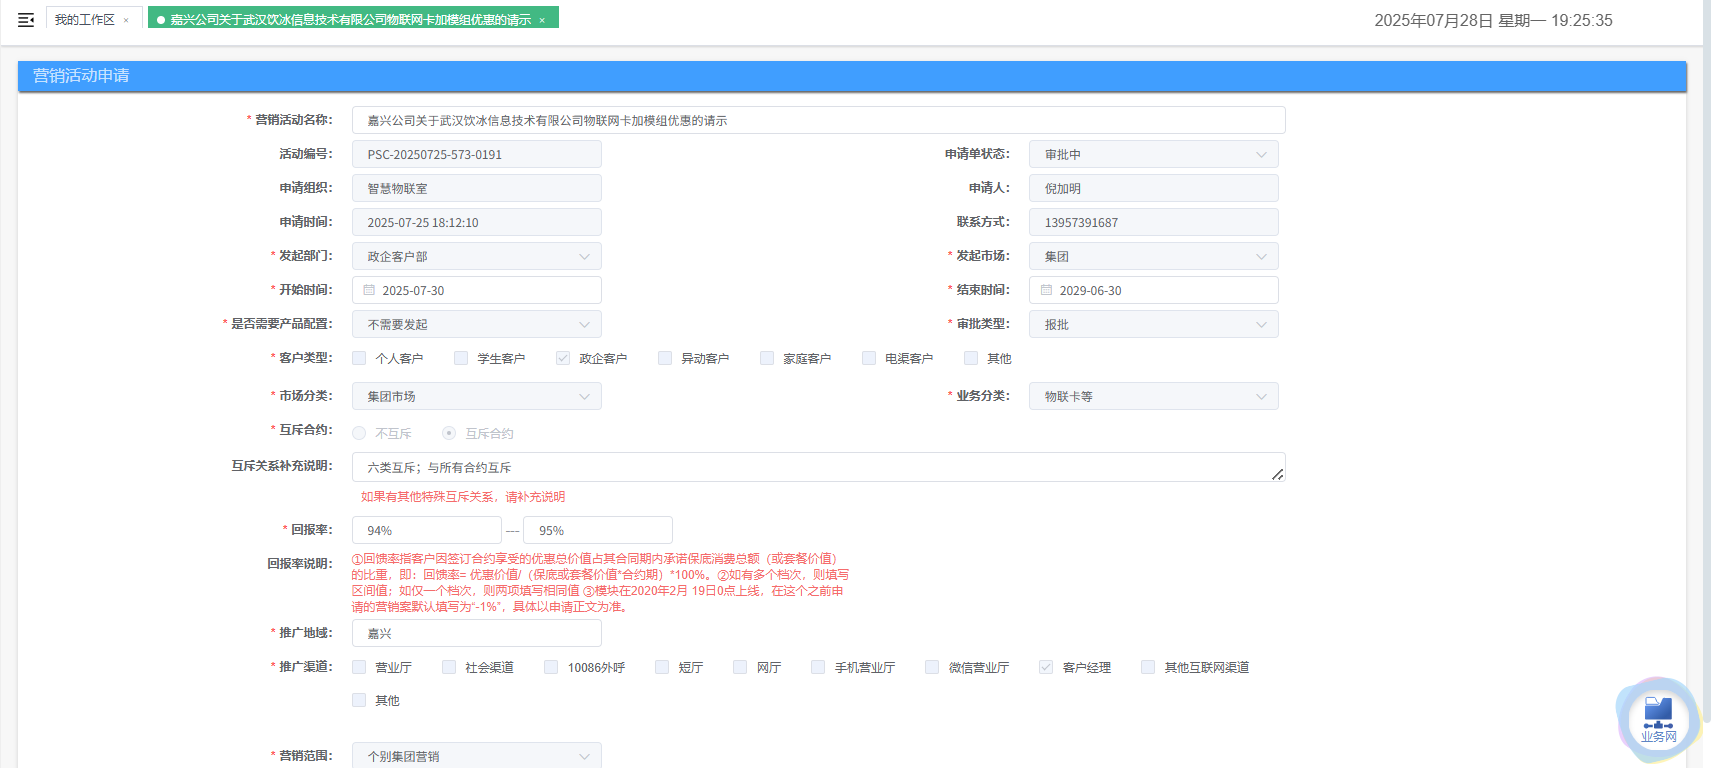 我的工作区 ×
嘉兴公司关于武汉饮冰信息技术有限公司物联网卡加模组优惠的请示 ×
2025年07月28日 星期一 19:25:35
营销活动申请
* 营销活动名称： 嘉兴公司关于武汉饮冰信息技术有限公司物联网卡加模组优惠的请示
活动编号： PSC-20250725-573-0191 申请单状态： 审批中
申请组织： 智慧物联室 申请人： 倪加明
申请时间： 2025-07-25 18:12:10 联系方式： 13957391687
* 发起部门： 政企客户部 * 发起市场： 集团
* 开始时间： 2025-07-30 * 结束时间： 2029-06-30
* 是否需要产品配置： 不需要发起 * 审批类型： 报批
* 客户类型： 个人客户 学生客户 政企客户 异动客户 家庭客户 电渠客户 其他
* 市场分类： 集团市场 * 业务分类： 物联卡等
* 互斥合约： 不互斥 互斥合约
互斥关系补充说明： 六类互斥；与所有合约互斥
如果有其他特殊互斥关系，请补充说明
* 回报率： 94% --- 95%
回报率说明： ①回馈率指客户因签订合约享受的优惠总价值占其合同期内承诺保底消费总额（或套餐价值）
的比重，即：回馈率= 优惠价值/（保底或套餐价值*合约期）*100%。②如有多个档次，则填写
区间值；如仅一个档次，则两项填写相同值 ③模块在2020年2月 19日0点上线，在这个之前申
请的营销案默认填写为“-1%”，具体以申请正文为准。
* 推广地域： 嘉兴
* 推广渠道： 营业厅 社会渠道 10086外呼 短厅 网厅 手机营业厅 微信营业厅 客户经理 其他互联网渠道
其他
* 营销范围： 个别集团营销
业务网